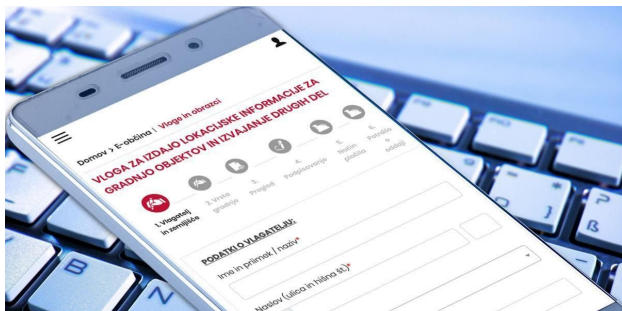 Domov > E-občina | Vloge in obrazci
VLOGA ZA IZDAJO LOKACIJSKE INFORMACIJE ZA
GRADNJO OBJEKTOV IN IZVAJANJE DRUGIH DEL
1. Vlagatelj
in zemljišče
2. Vrsta
gradnje
3.
Pregled
4.
Podpisovanje
5.
Način
plačila
6.
Potrdilo
o
oddaji
PODATKI O VLAGATELJU:
Ime in priimek / naziv*
Naslov (ulica in hišna št.)*
B
N
P
ß